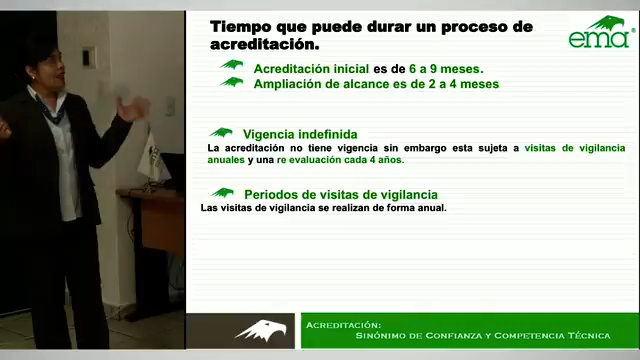 Tiempo que puede durar un proceso de
acreditación.
ema®
Acreditación inicial es de 6 a 9 meses.
Ampliación de alcance es de 2 a 4 meses
Vigencia indefinida
La acreditación no tiene vigencia sin embargo esta sujeta a visitas de vigilancia
anuales y una re evaluación cada 4 años.
Periodos de visitas de vigilancia
Las visitas de vigilancia se realizan de forma anual.
ACREDITACIÓN:
SINÓNIMO DE CONFIANZA Y COMPETENCIA TÉCNICA